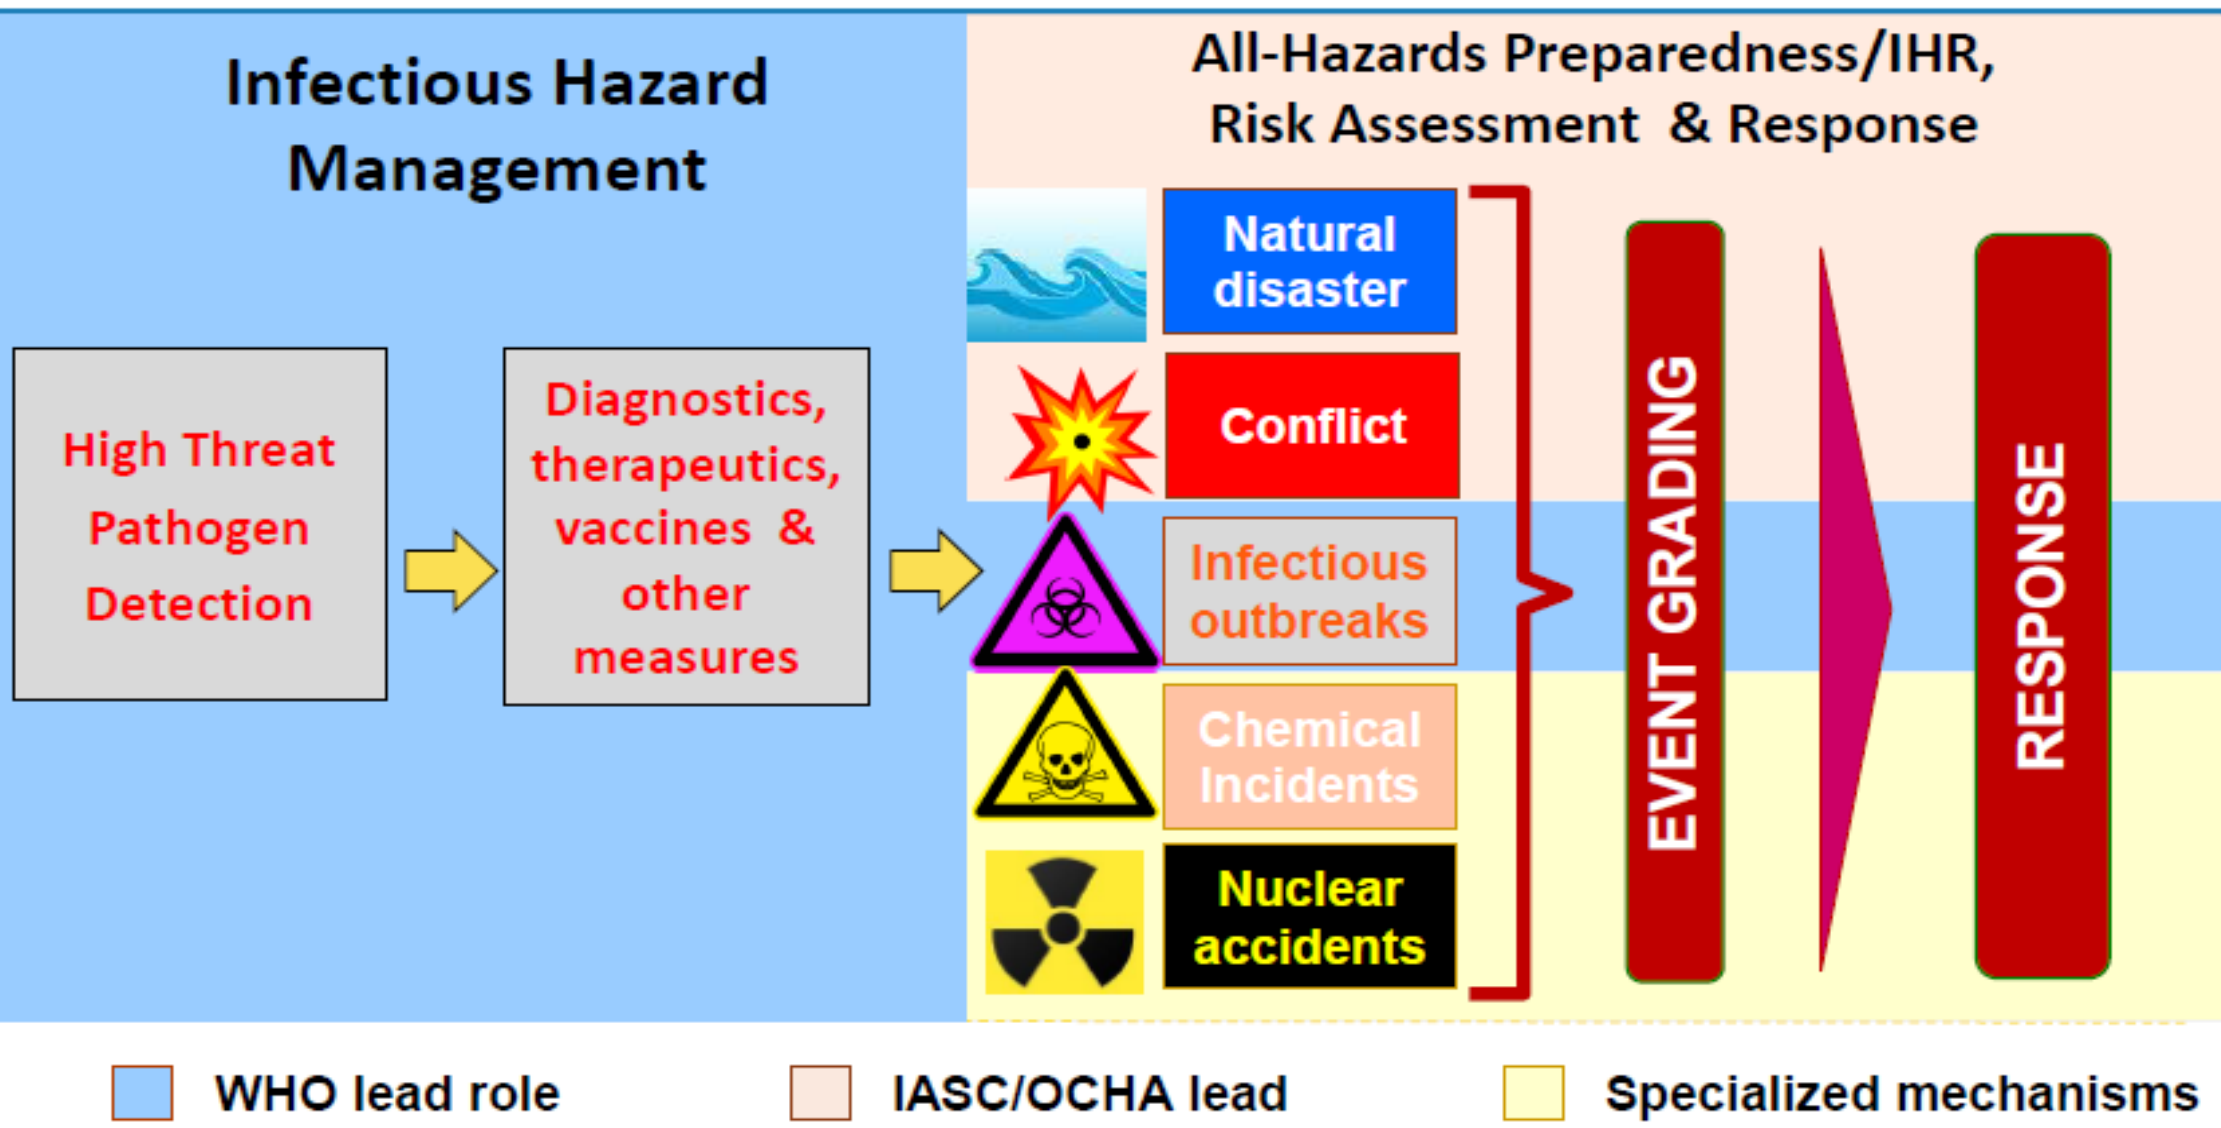 Infectious Hazard
Management
All-Hazards Preparedness/IHR,
Risk Assessment & Response
High Threat
Pathogen
Detection
Diagnostics,
therapeutics,
vaccines &
other
measures
Natural
disaster
Conflict
Infectious
outbreaks
Chemical
Incidents
Nuclear
accidents
EVENT GRADING
RESPONSE
WHO lead role
IASC/OCHA lead
Specialized mechanisms